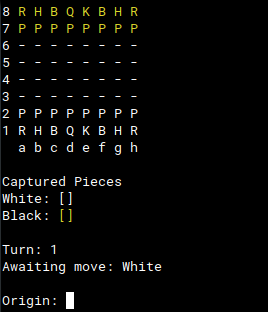 8 R H B Q K B H R
7 P P P P P P P P
6 - - - - - - - -
5 - - - - - - - -
4 - - - - - - - -
3 - - - - - - - -
2 P P P P P P P P
1 R H B Q K B H R
a b c d e f g h
Captured Pieces
White: []
Black: []
Turn: 1
Awaiting move: White
Origin: